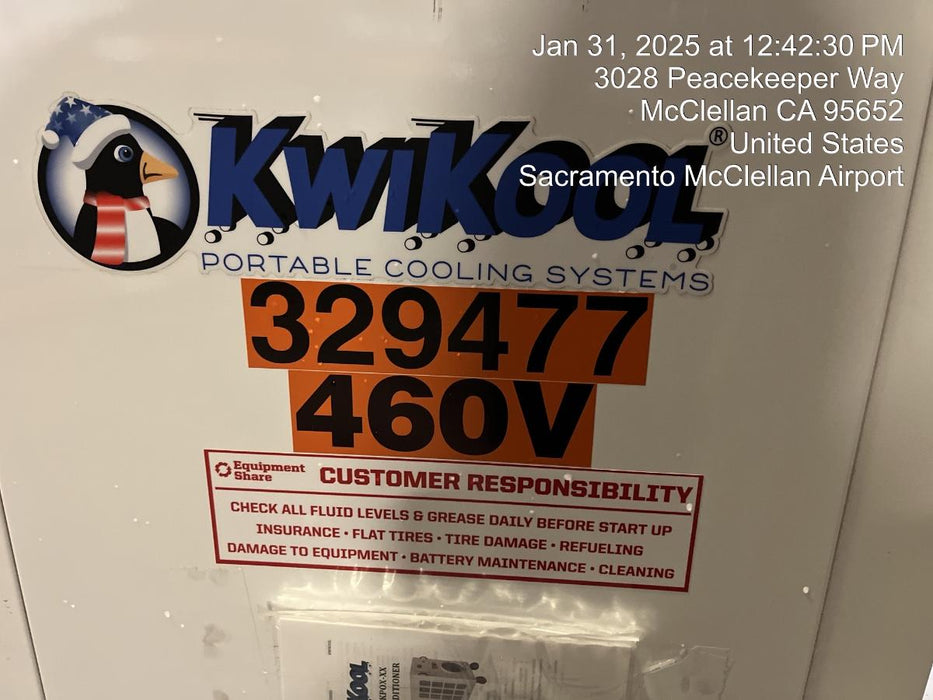 Jan 31, 2025 at 12:42:30 PM
3028 Peacekeeper Way
McClellan CA 95652
United States
Sacramento McClellan Airport
KwiKool®
PORTABLE COOLING SYSTEMS
329477
460V
Equipment
Share
CUSTOMER RESPONSIBILITY
CHECK ALL FLUID LEVELS & GREASE DAILY BEFORE START UP
INSURANCE • FLAT TIRES • TIRE DAMAGE • REFUELING
DAMAGE TO EQUIPMENT • BATTERY MAINTENANCE • CLEANING